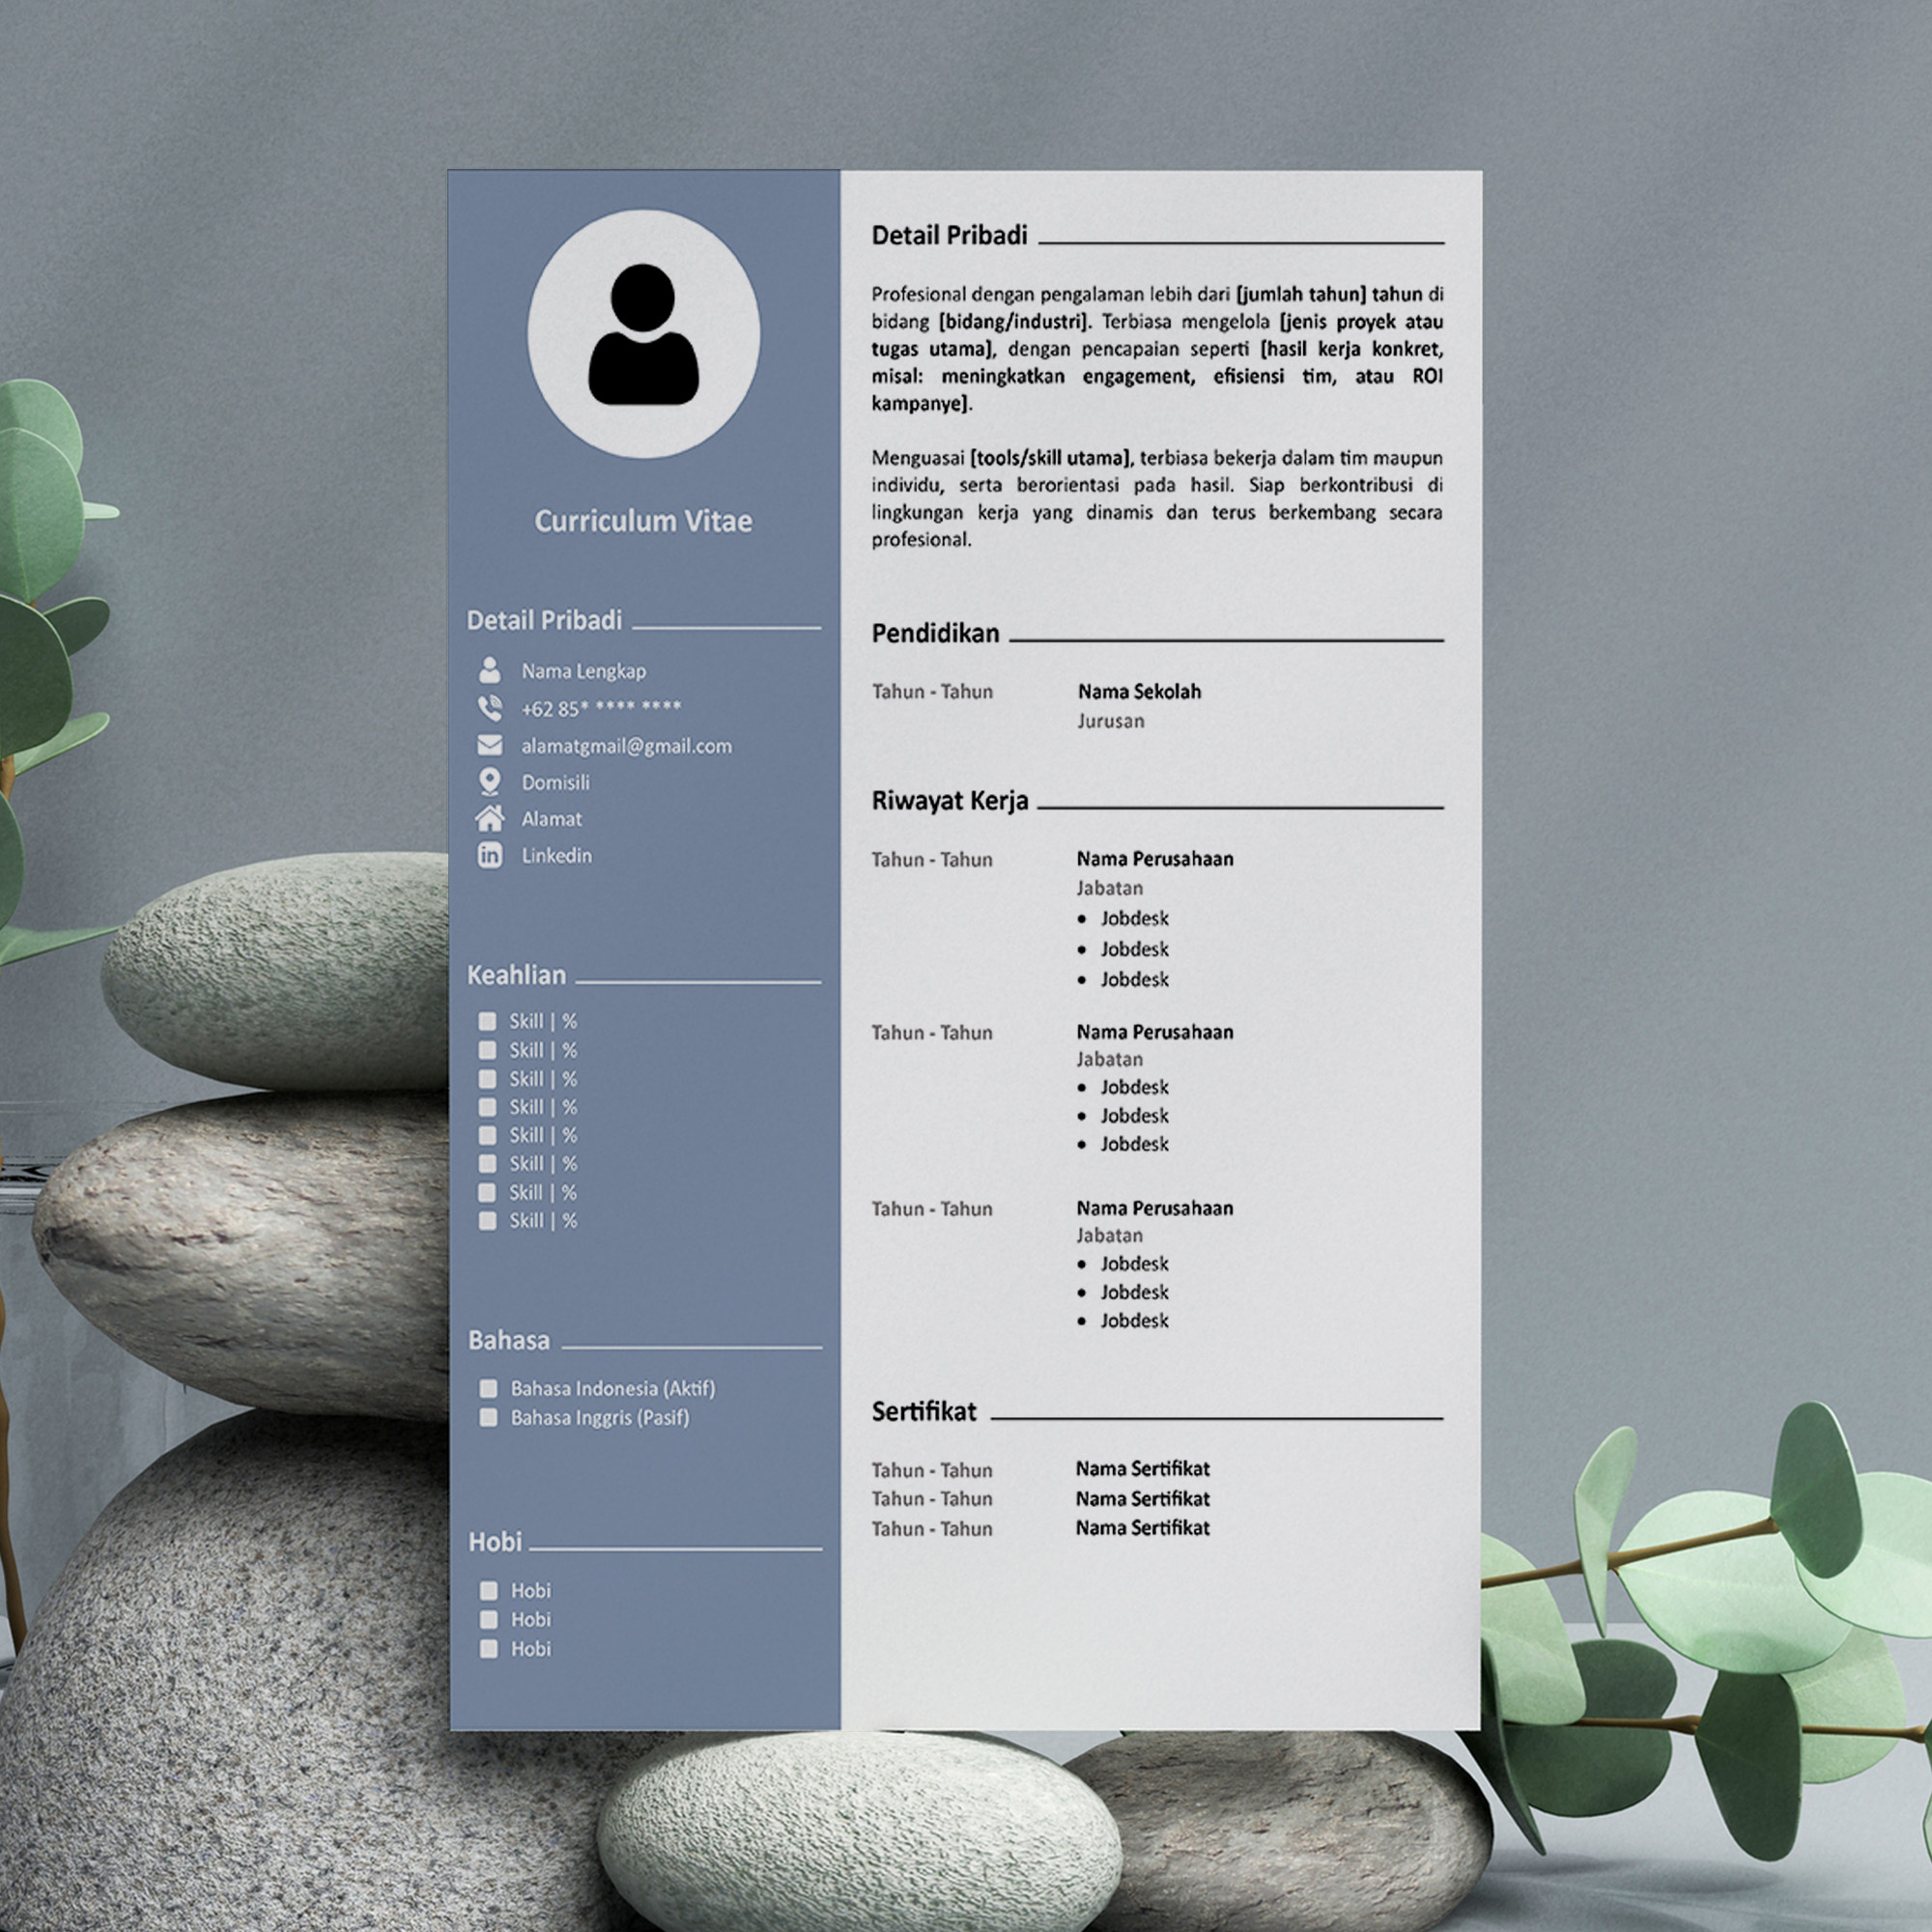 Curriculum Vitae
Detail Pribadi
Nama Lengkap
+62 85* **** ****
alamatgmail@gmail.com
Domisili
Alamat
in Linkedin
Keahlian
Skill | %
Skill | %
Skill | %
Skill | %
Skill | %
Skill | %
Skill | %
Skill | %
Bahasa
Bahasa Indonesia (Aktif)
Bahasa Inggris (Pasif)
Hobi
Hobi
Hobi
Hobi
Detail Pribadi
Profesional dengan pengalaman lebih dari [jumlah tahun] tahun di
bidang [bidang/industri]. Terbiasa mengelola [jenis proyek atau
tugas utama], dengan pencapaian seperti [hasil kerja konkret,
misal: meningkatkan engagement, efisiensi tim, atau ROI
kampanye].
Menguasai [tools/skill utama], terbiasa bekerja dalam tim maupun
individu, serta berorientasi pada hasil. Siap berkontribusi di
lingkungan kerja yang dinamis dan terus berkembang secara
profesional.
Pendidikan
Tahun - Tahun Nama Sekolah
Jurusan
Riwayat Kerja
Tahun - Tahun Nama Perusahaan
Jabatan
• Jobdesk
• Jobdesk
• Jobdesk
Tahun - Tahun Nama Perusahaan
Jabatan
• Jobdesk
• Jobdesk
• Jobdesk
Tahun - Tahun Nama Perusahaan
Jabatan
• Jobdesk
• Jobdesk
• Jobdesk
Sertifikat
Tahun - Tahun Nama Sertifikat
Tahun - Tahun Nama Sertifikat
Tahun - Tahun Nama Sertifikat